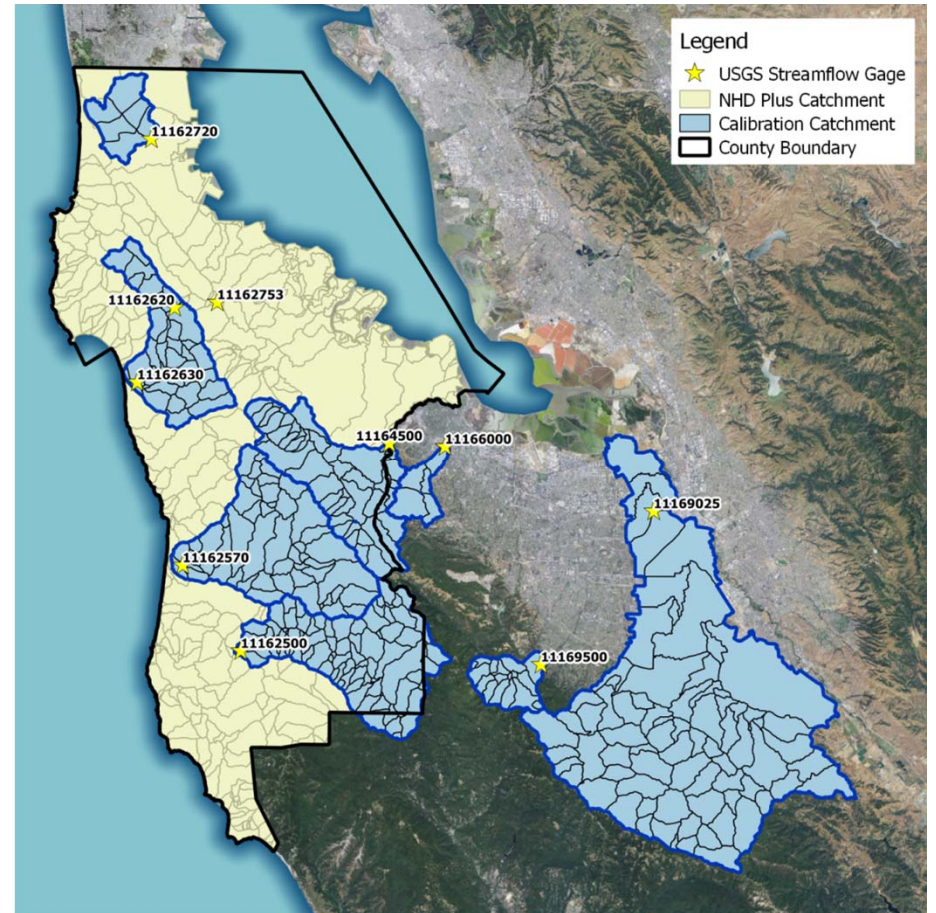 Legend
USGS Streamflow Gage
NHD Plus Catchment
Calibration Catchment
County Boundary
11162720
11162753
11162620
11162630
11164500
11166000
11169025
11162570
11162500
11169500